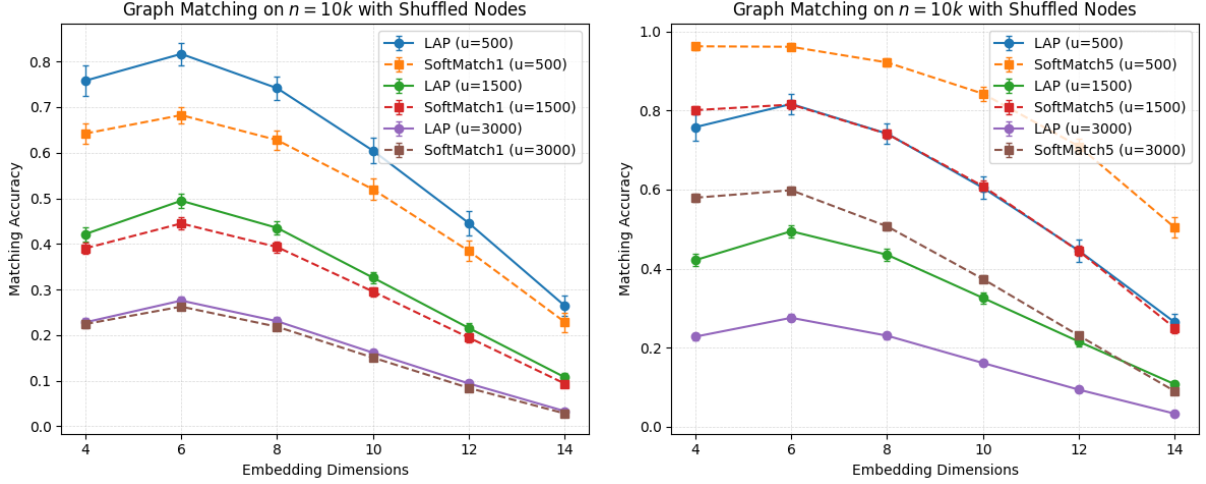 Graph Matching on n = 10k with Shuffled Nodes
LAP (u=500)
SoftMatch1 (u=500)
LAP (u=1500)
SoftMatch1 (u=1500)
LAP (u=3000)
SoftMatch1 (u=3000)
Matching Accuracy
0.8
0.7
0.6
0.5
0.4
0.3
0.2
0.1
0.0
4 6 8 10 12 14
Embedding Dimensions
Graph Matching on n = 10k with Shuffled Nodes
LAP (u=500)
SoftMatch5 (u=500)
LAP (u=1500)
SoftMatch5 (u=1500)
LAP (u=3000)
SoftMatch5 (u=3000)
Matching Accuracy
1.0
0.8
0.6
0.4
0.2
0.0
4 6 8 10 12 14
Embedding Dimensions